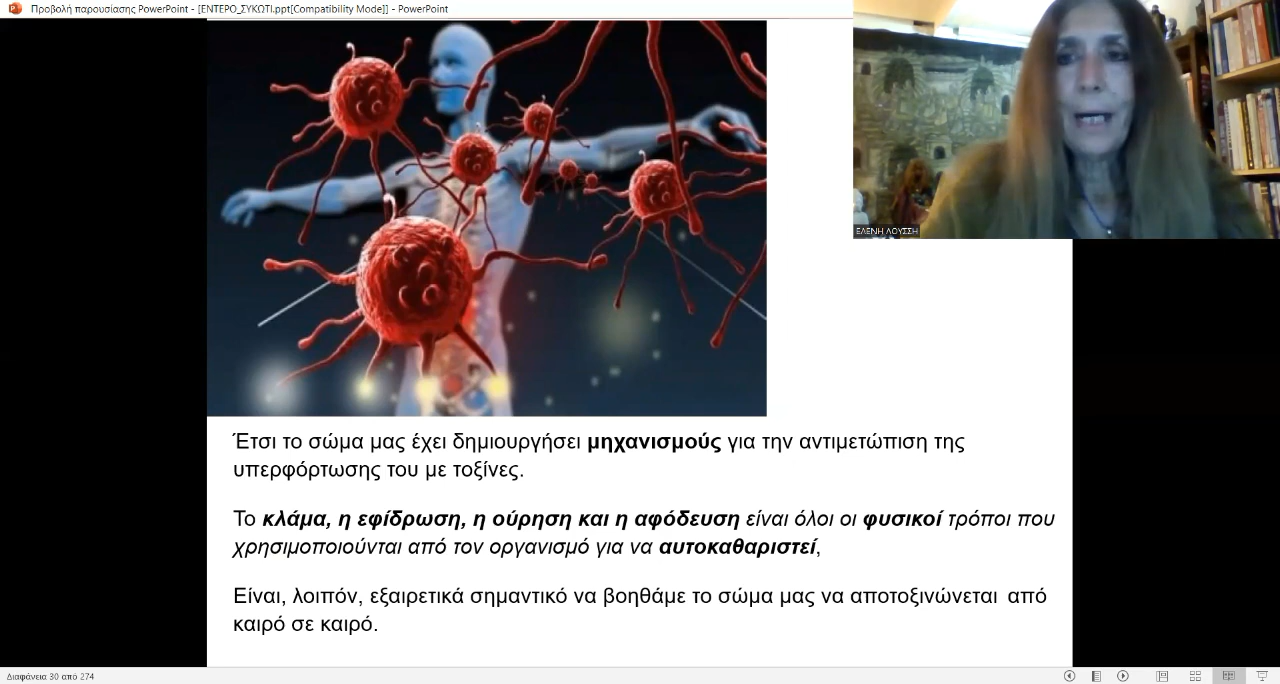 Προβολή παρουσίασης PowerPoint - [ΕΝΤΕΡΟ_ΣΥΚΩΤΙ.ppt[Compatibility Mode]] - PowerPoint
ΕΛΕΝΗ ΛΟΥΣΣΗ
Έτσι το σώμα μας έχει δημιουργήσει μηχανισμούς για την αντιμετώπιση της
υπερφόρτωσης του με τοξίνες.
Το κλάμα, η εφίδρωση, η ούρηση και η αφόδευση είναι όλοι οι φυσικοί τρόποι που
χρησιμοποιούνται από τον οργανισμό για να αυτοκαθαριστεί,
Είναι, λοιπόν, εξαιρετικά σημαντικό να βοηθάμε το σώμα μας να αποτοξινώνεται από
καιρό σε καιρό.
Διαφάνεια 30 από 274